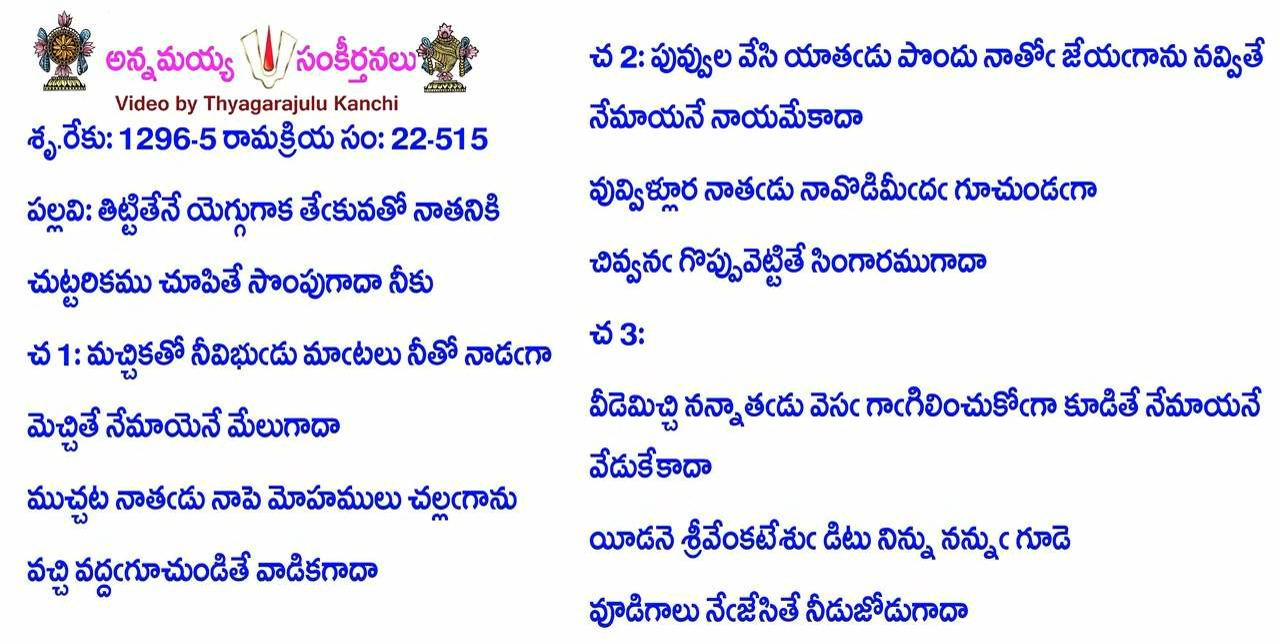 అన్నమయ్య సంకీర్తనలు
Video by Thyagarajulu Kanchi
శృ.రేకు: 1296-5 రామక్రియ సం: 22-515
పల్లవి: తిట్టితేనే యెగ్గుగాక తేఁకువతో నాతనికి
చుట్టరికము చూపితే సొంపుగాదా నీకు
చ 1: మచ్చికతో నీవిభుఁడు మాఁటలు నీతో నాడఁగా
మెచ్చితే నేమాయెనే మేలుగాదా
ముచ్చట నాతఁడు నాపె మోహములు చల్లఁగాను
వచ్చి వద్దఁగూచుండితే వాడికగాదా
చ 2: పువ్వుల వేసి యాతఁడు పొందు నాతోఁ జేయఁగాను నవ్వితే
నేమాయనే నాయమేకాదా
వువ్విళ్లూర నాతఁడు నావొడిమీఁదఁ గూచుండఁగా
చివ్వనఁ గొప్పువెట్టితే సింగారముగాదా
చ 3:
వీడెమిచ్చి నన్నాతఁడు వెసఁ గాఁగిలించుకోఁగా కూడితే నేమాయనే
వేడుకేకాదా
యీడనె శ్రీవేంకటేశుఁ డిటు నిన్ను నన్నుఁ గూడె
వూడిగాలు నేఁజేసితే నీడుజోడుగాదా